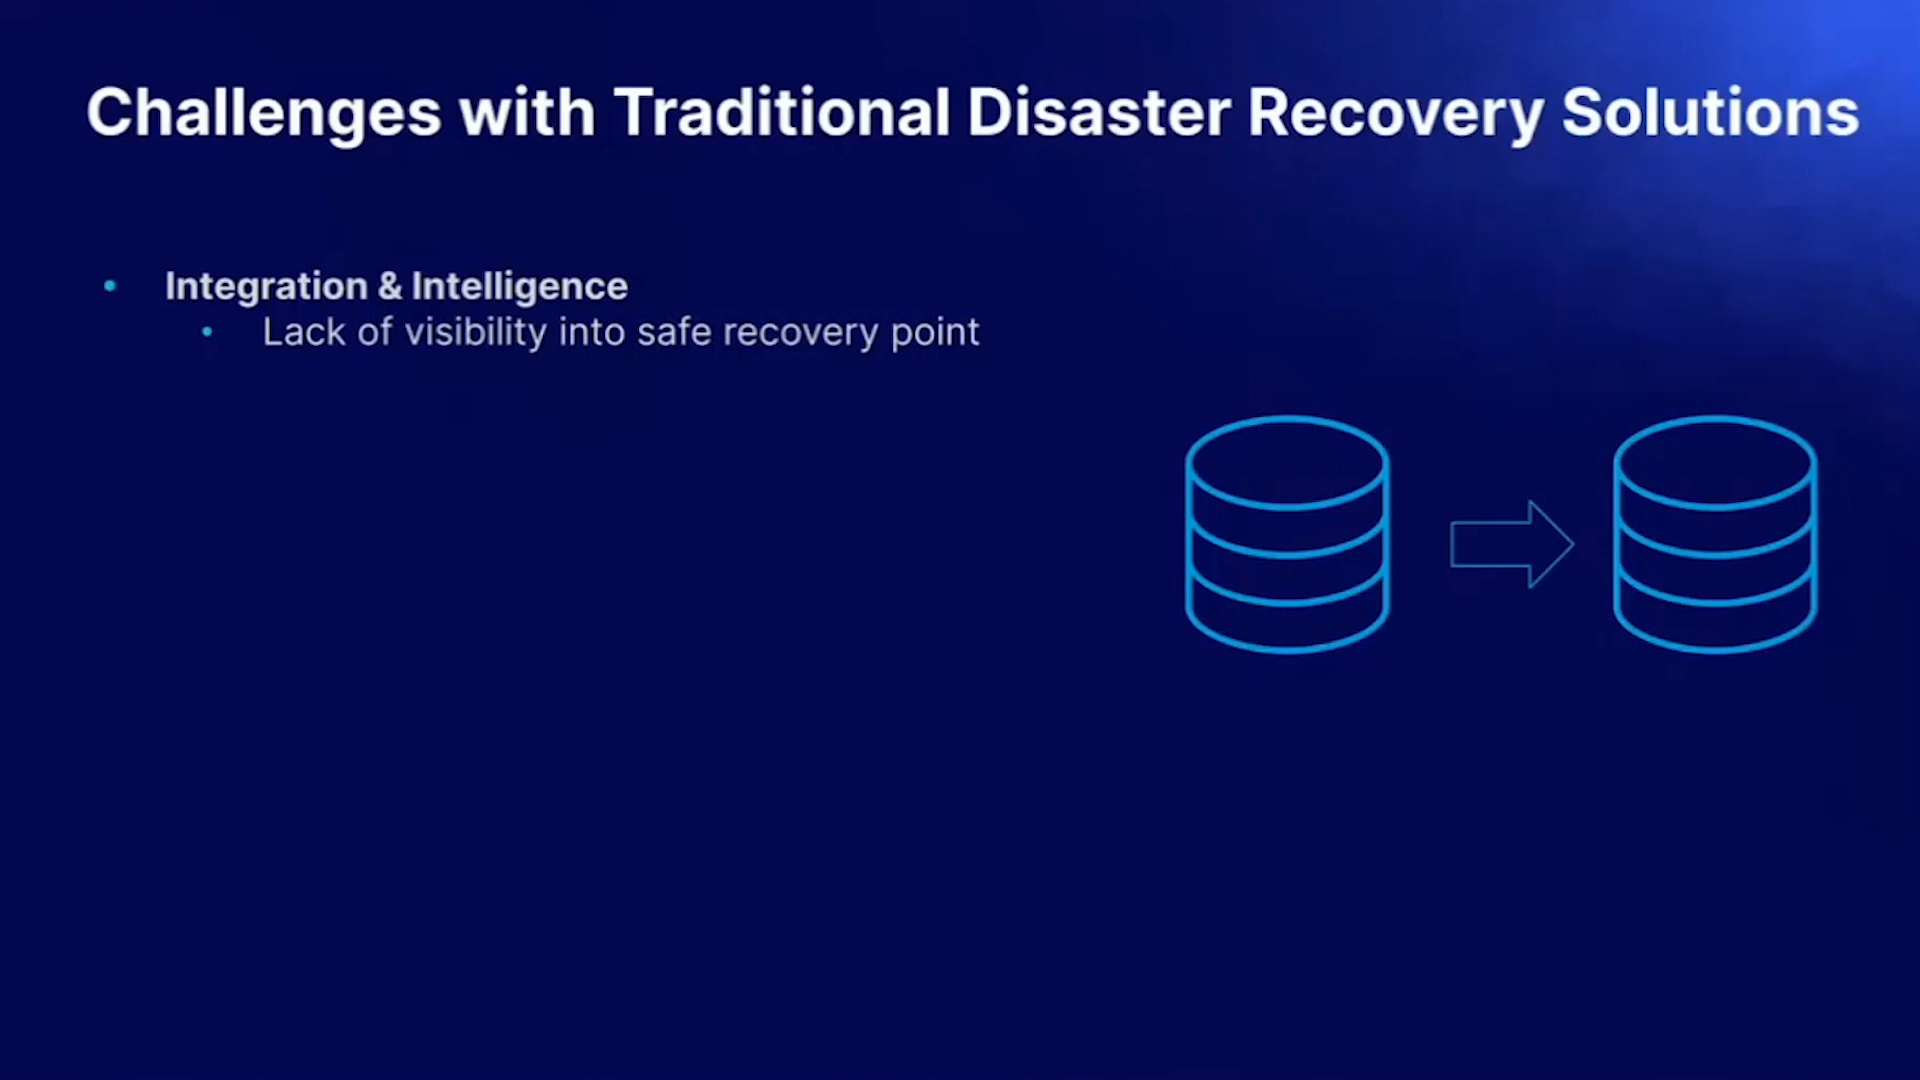 Challenges with Traditional Disaster Recovery Solutions
• Integration & Intelligence
• Lack of visibility into safe recovery point